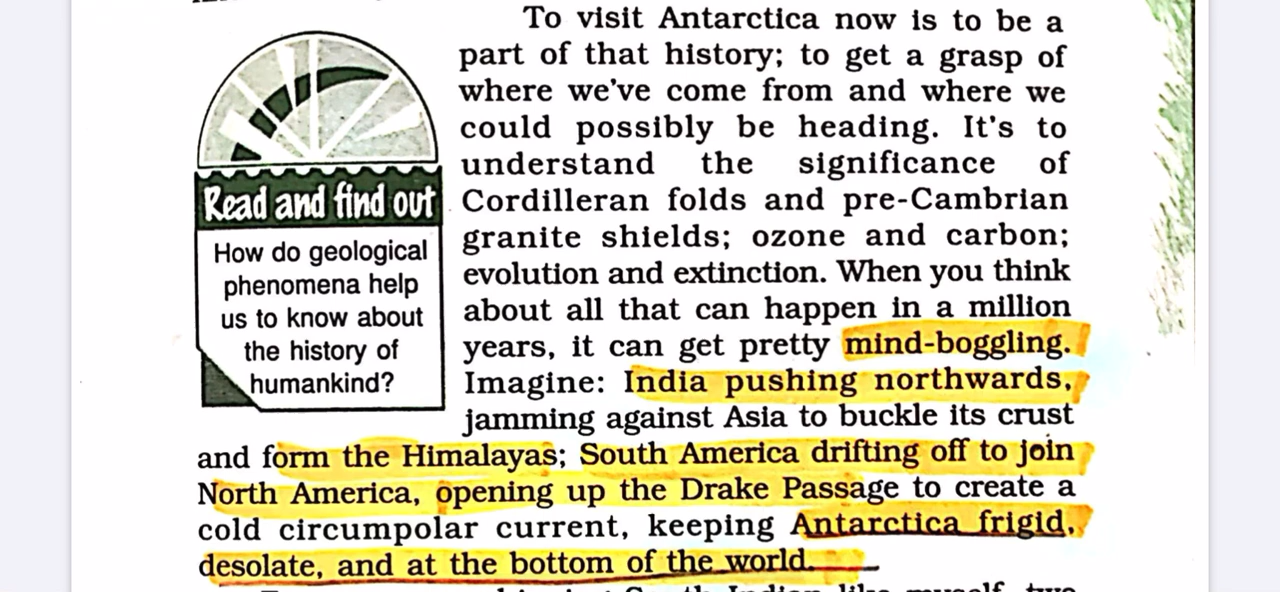 To visit Antarctica now is to be a
part of that history; to get a grasp of
where we've come from and where we
could possibly be heading. It's to
understand the significance of
Cordilleran folds and pre-Cambrian
granite shields; ozone and carbon;
evolution and extinction. When you think
about all that can happen in a million
years, it can get pretty mind-boggling.
Imagine: India pushing northwards,
jamming against Asia to buckle its crust
and form the Himalayas; South America drifting off to join
North America, opening up the Drake Passage to create a
cold circumpolar current, keeping Antarctica frigid,
desolate, and at the bottom of the world.
Read and find out
How do geological
phenomena help
us to know about
the history of
humankind?